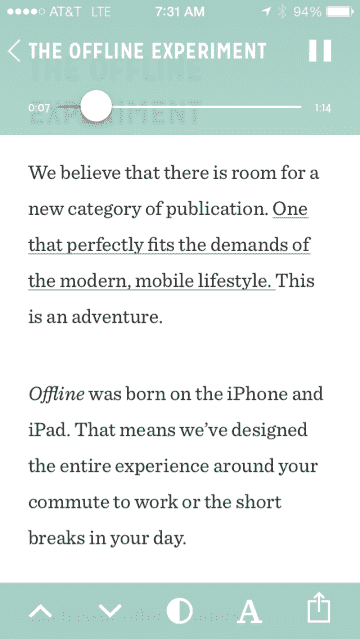 AT&T LTE 7:31 AM 94%
THE OFFLINE EXPERIMENT
THE OFFLINE
0:07 1:14
EXPERIMENT
We believe that there is room for a
new category of publication. One
that perfectly fits the demands of
the modern, mobile lifestyle. This
is an adventure.
Offline was born on the iPhone and
iPad. That means we've designed
the entire experience around your
commute to work or the short
breaks in your day.
A